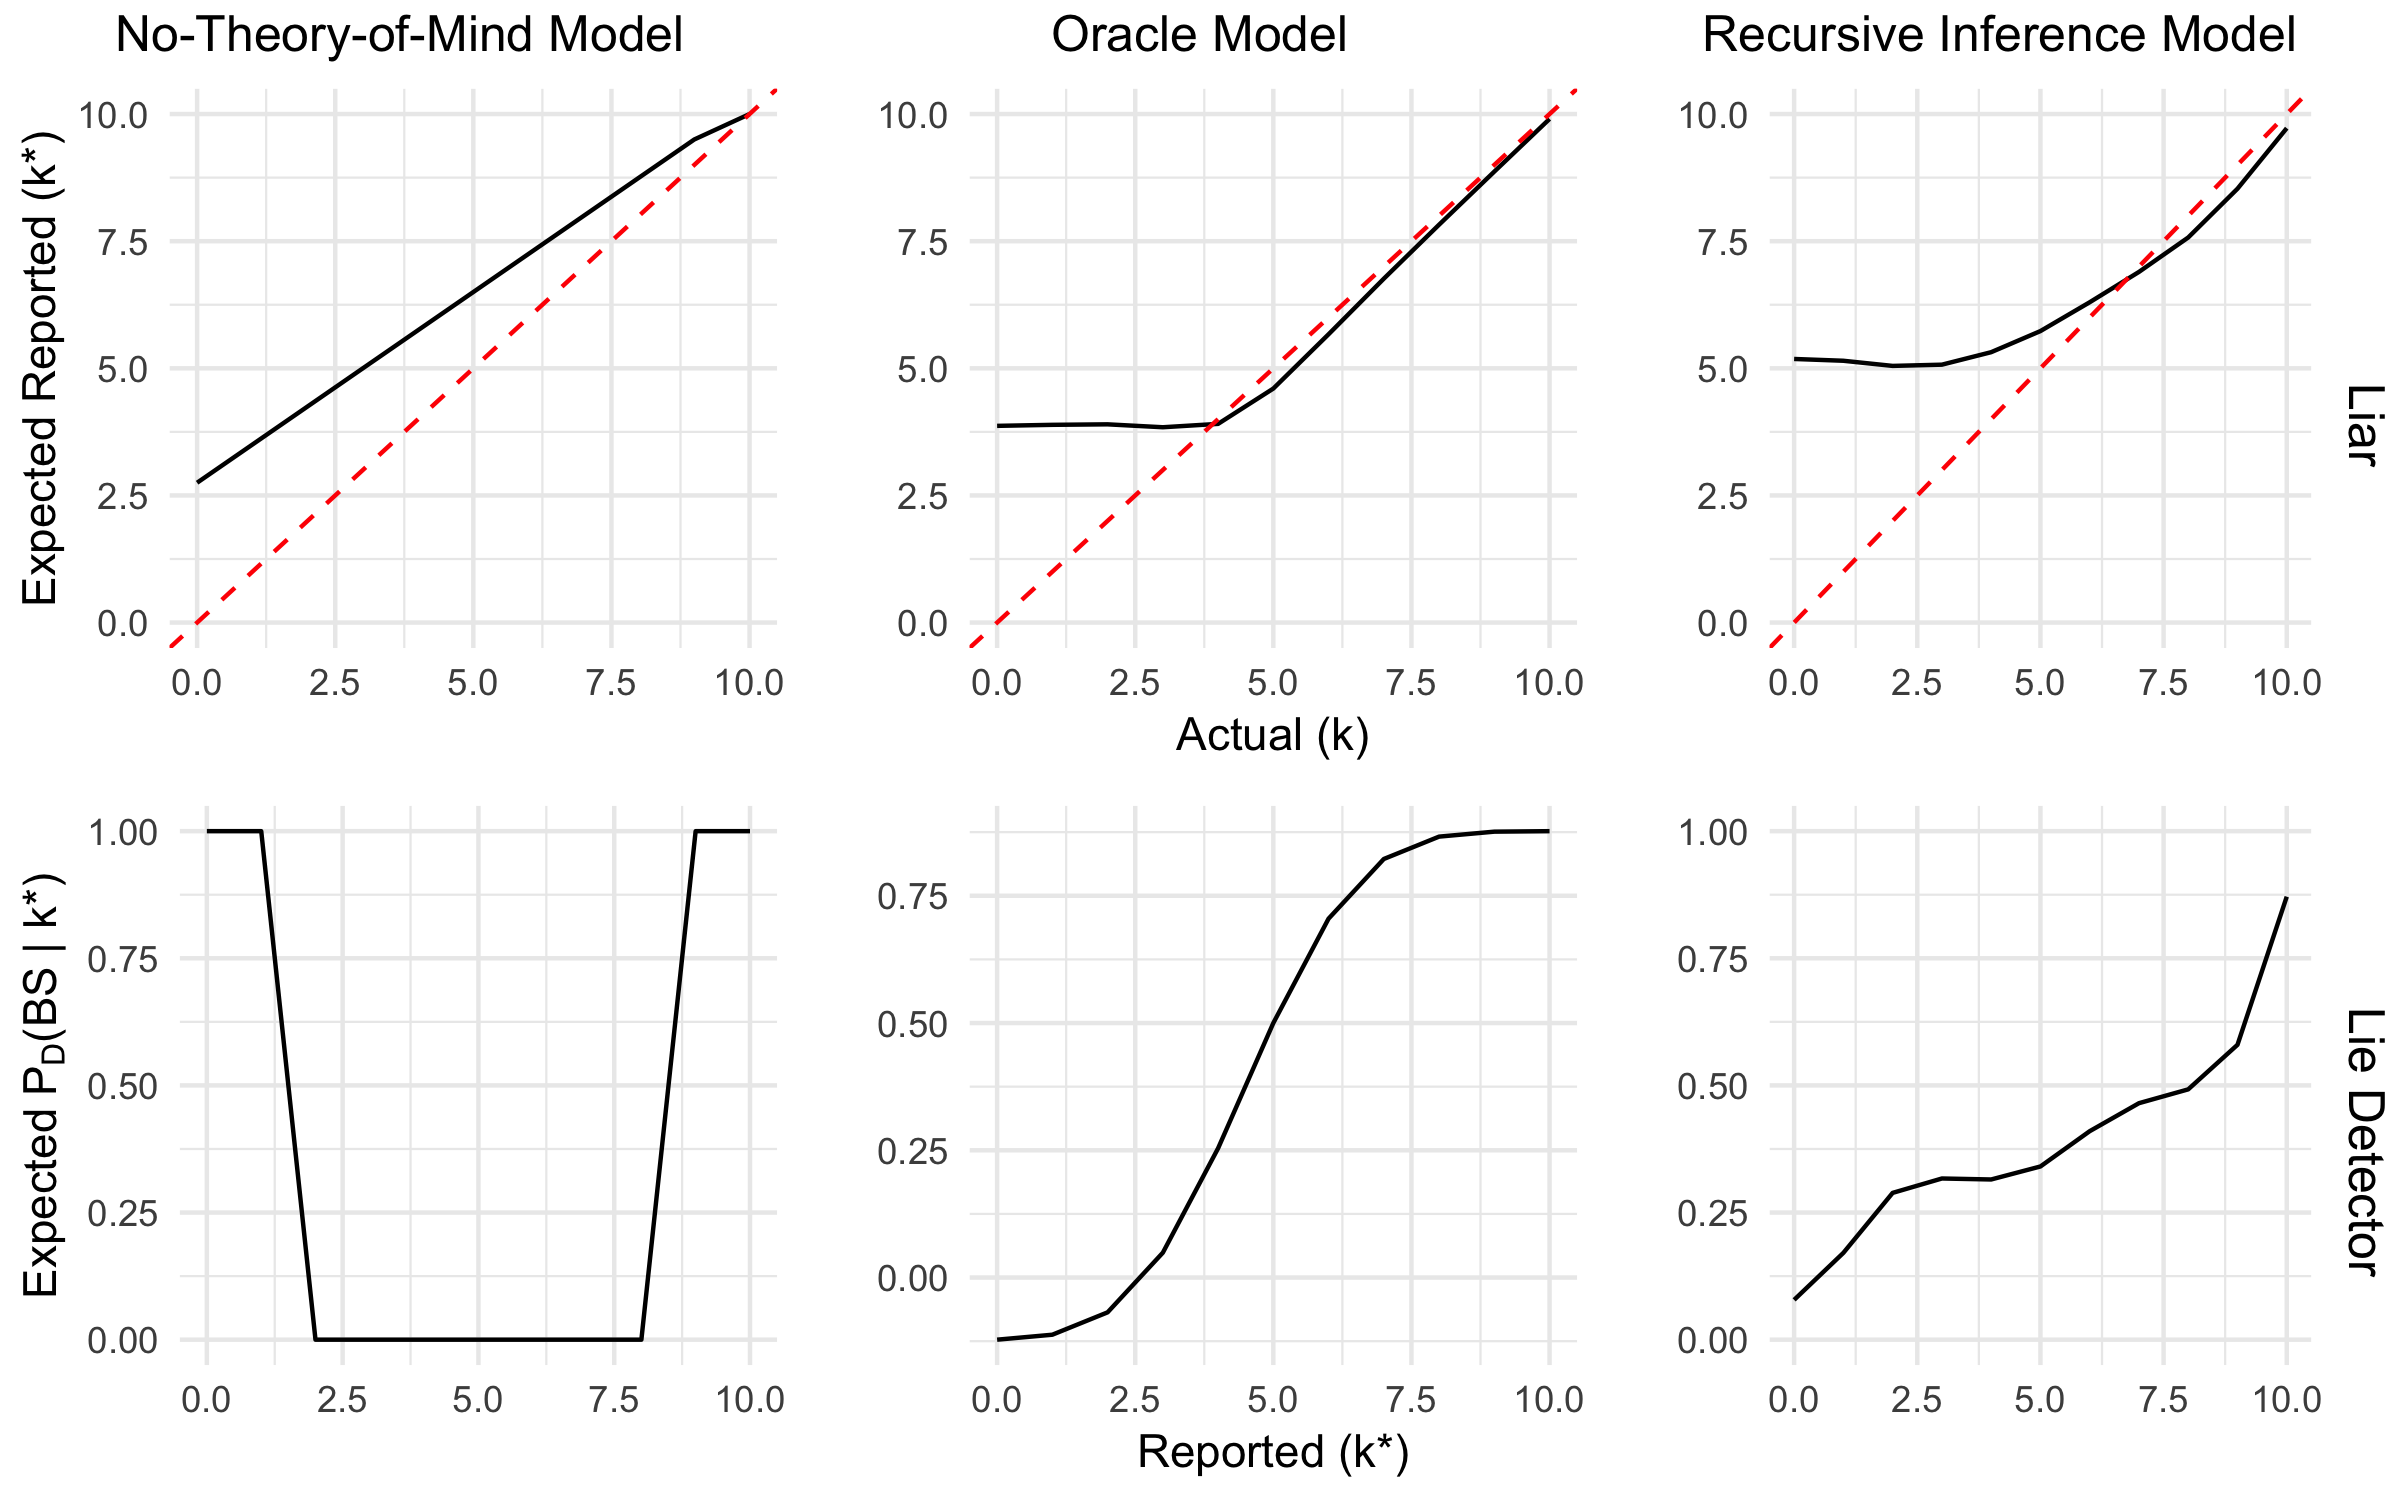 No-Theory-of-Mind Model
Oracle Model
Recursive Inference Model
Expected Reported (k*)
10.0
7.5
5.0
2.5
0.0
0.0 2.5 5.0 7.5 10.0
10.0
7.5
5.0
2.5
0.0
0.0 2.5 5.0 7.5 10.0
10.0
7.5
5.0
2.5
0.0
0.0 2.5 5.0 7.5 10.0
Liar
Actual (k)
Expected P_D(BS | k*)
1.00
0.75
0.50
0.25
0.00
0.0 2.5 5.0 7.5 10.0
0.75
0.50
0.25
0.00
0.0 2.5 5.0 7.5 10.0
1.00
0.75
0.50
0.25
0.00
0.0 2.5 5.0 7.5 10.0
Lie Detector
Reported (k*)